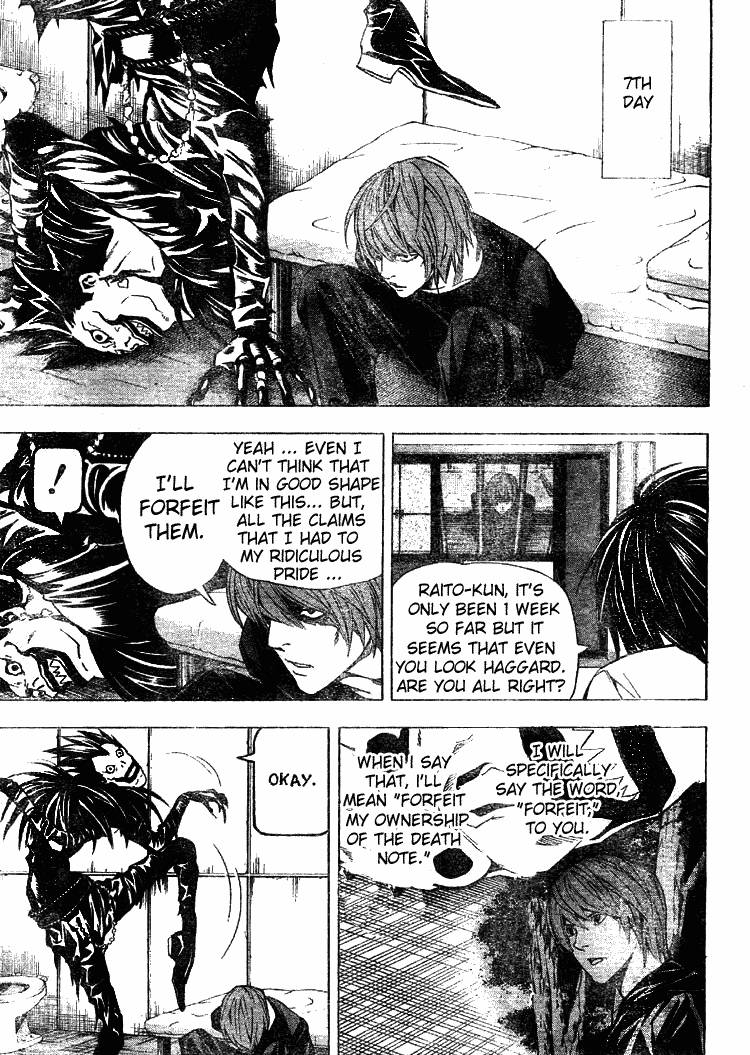 7TH
DAY
RAITO-KUN, IT'S
ONLY BEEN 1 WEEK
SO FAR BUT IT
SEEMS THAT EVEN
YOU LOOK HAGGARD.
ARE YOU ALL RIGHT?
YEAH ... EVEN I
CAN'T THINK THAT
I'M IN GOOD SHAPE
LIKE THIS... BUT,
ALL THE CLAIMS
THAT I HAD TO
MY RIDICULOUS
PRIDE ...
I'LL
FORFEIT
THEM.
!
I WILL
SPECIFICALLY
SAY THE WORD,
"FORFEIT,"
TO YOU.
WHEN I SAY
THAT, I'LL
MEAN "FORFEIT
MY OWNERSHIP
OF THE DEATH
NOTE."
OKAY.